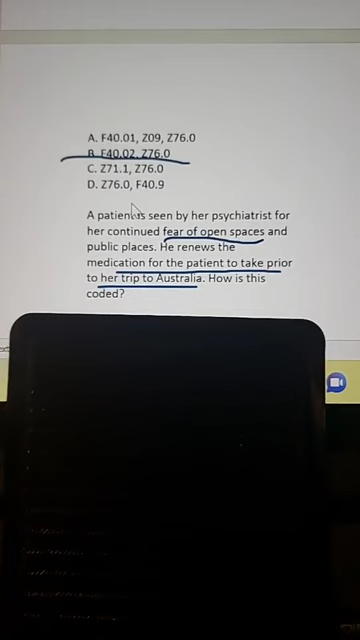 A. F40.01, Z09, Z76.0
B. F40.02, Z76.0
C. Z71.1, Z76.0
D. Z76.0, F40.9
A patient is seen by her psychiatrist for
her continued fear of open spaces and
public places. He renews the
medication for the patient to take prior
to her trip to Australia. How is this
coded?